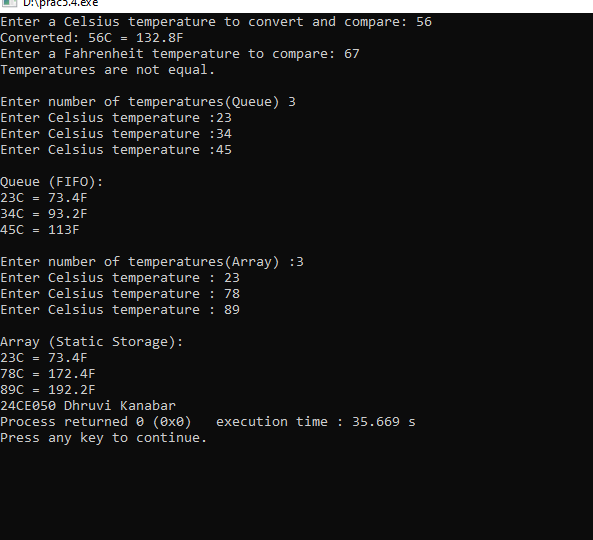 D:\prac5.4.exe
Enter a Celsius temperature to convert and compare: 56
Converted: 56C = 132.8F
Enter a Fahrenheit temperature to compare: 67
Temperatures are not equal.
Enter number of temperatures(Queue) 3
Enter Celsius temperature :23
Enter Celsius temperature :34
Enter Celsius temperature :45
Queue (FIFO):
23C = 73.4F
34C = 93.2F
45C = 113F
Enter number of temperatures(Array) :3
Enter Celsius temperature : 23
Enter Celsius temperature : 78
Enter Celsius temperature : 89
Array (Static Storage):
23C = 73.4F
78C = 172.4F
89C = 192.2F
24CE050 Dhruvi Kanabar
Process returned 0 (0x0)   execution time : 35.669 s
Press any key to continue.